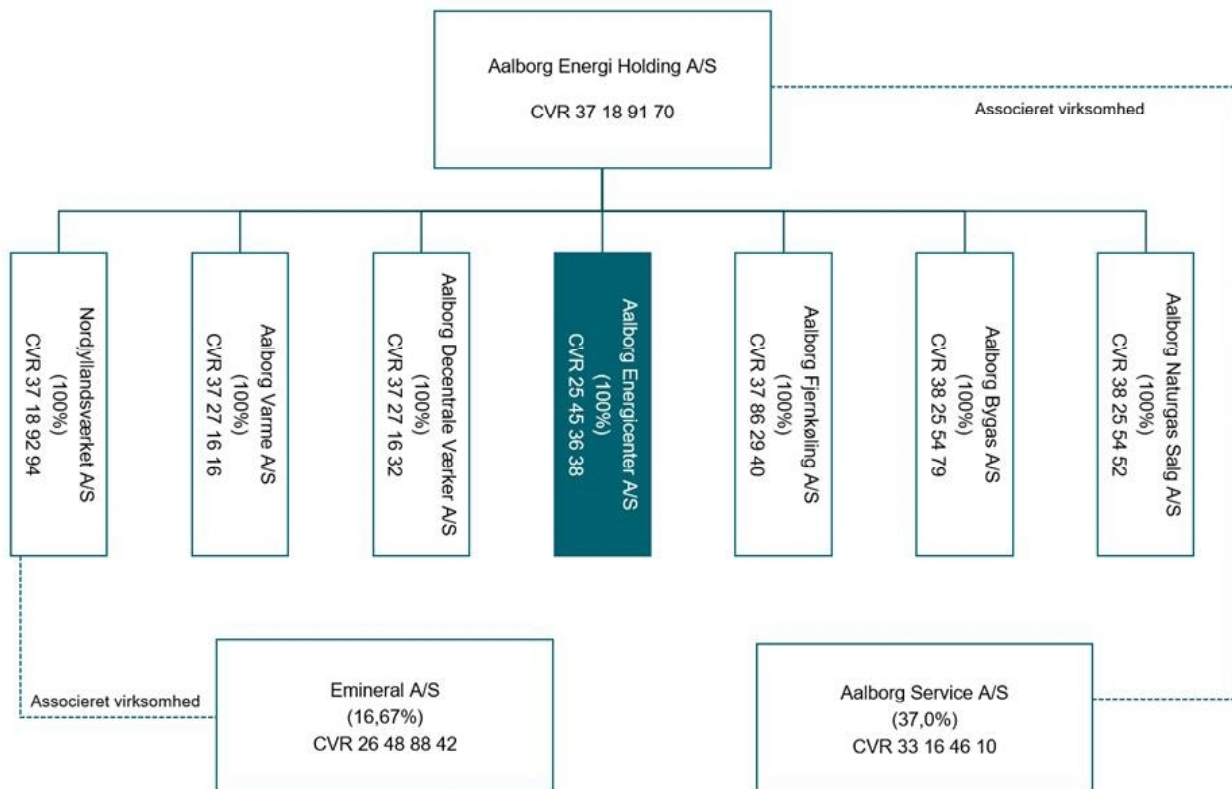 Aalborg Energi Holding A/S
CVR 37 18 91 70
Associeret virksomhed
Nordjyllandsværket A/S
(100%)
CVR 37 18 92 94
Aalborg Varme A/S
(100%)
CVR 37 27 16 16
Aalborg Decentrale Værker A/S
(100%)
CVR 37 27 16 32
Aalborg Energicenter A/S
(100%)
CVR 25 45 36 38
Aalborg Fjernkøling A/S
(100%)
CVR 37 86 29 40
Aalborg Bygas A/S
(100%)
CVR 38 25 54 79
Aalborg Naturgas Salg A/S
(100%)
CVR 38 25 54 52
Associeret virksomhed
Emineral A/S
(16,67%)
CVR 26 48 88 42
Aalborg Service A/S
(37,0%)
CVR 33 16 46 10